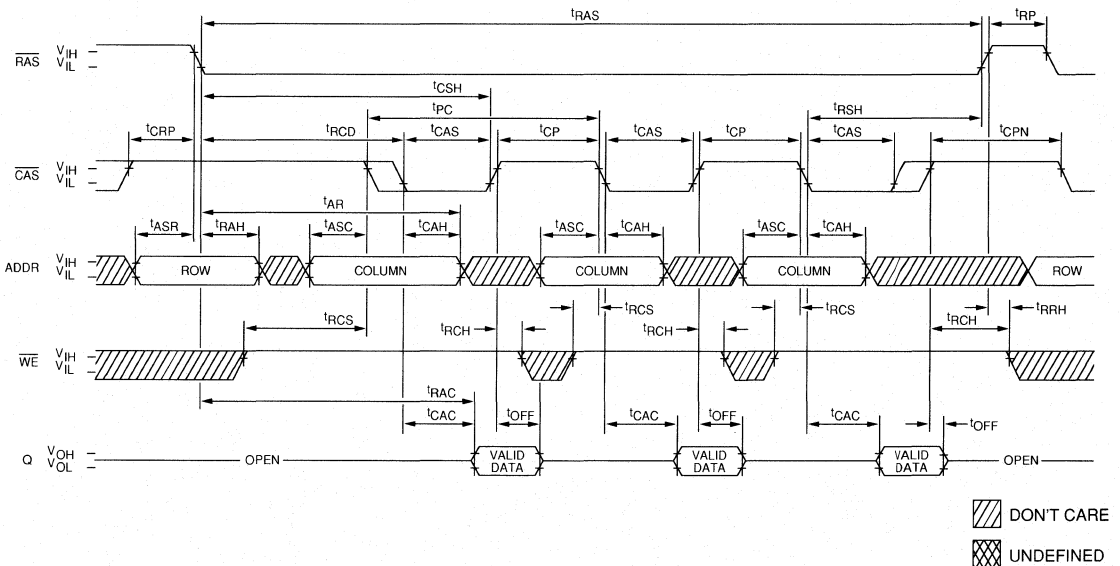 tRAS
tRP
RAS VIH
VIL
tCSH
tPC
tRSH
tCRP
tRCD
tCAS
tCP
tCAS
tCP
tCAS
tCPN
CAS VIH
VIL
tAR
tASR
tRAH
tASC
tCAH
tASC
tCAH
tASC
tCAH
ADDR VIH
VIL
ROW
COLUMN
COLUMN
COLUMN
ROW
tRCS
tRCH
tRCS
tRCH
tRCS
tRCH
tRRH
WE VIH
VIL
tRAC
tCAC
tOFF
tCAC
tOFF
tCAC
tOFF
Q VOH
VOL
OPEN
VALID
DATA
VALID
DATA
VALID
DATA
OPEN
DON'T CARE
UNDEFINED